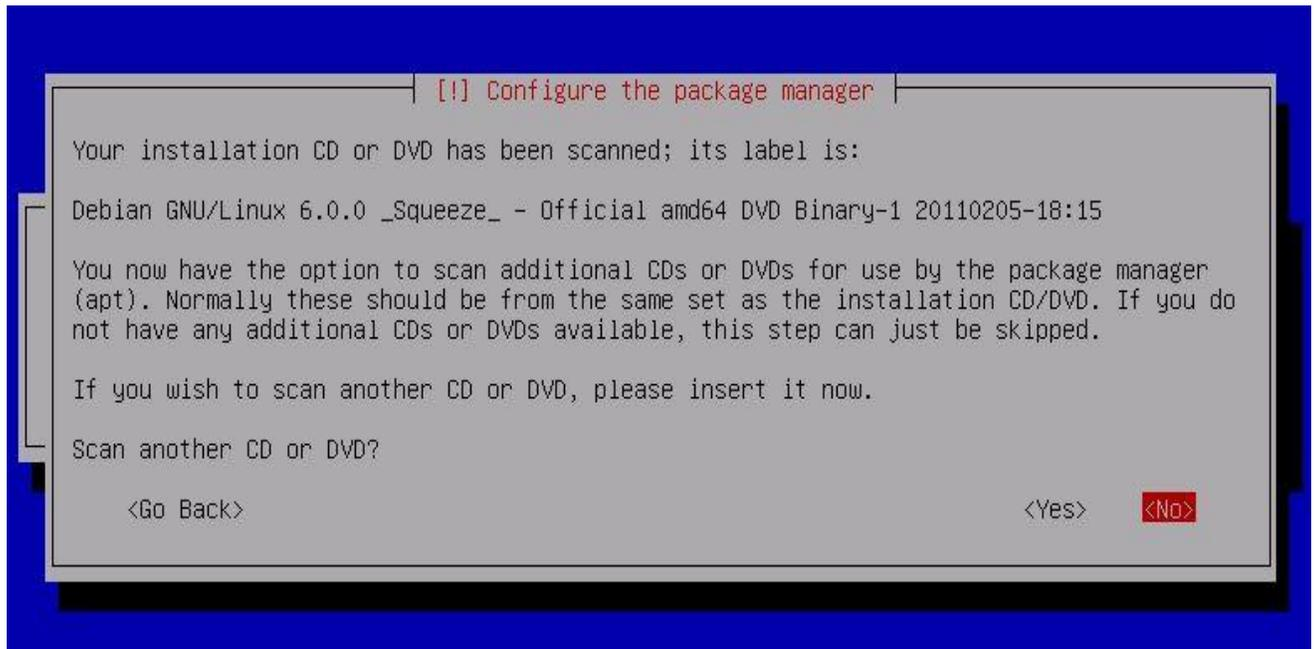 [!] Configure the package manager
Your installation CD or DVD has been scanned; its label is:
Debian GNU/Linux 6.0.0 _Squeeze_ - Official amd64 DVD Binary-1 20110205-18:15
You now have the option to scan additional CDs or DVDs for use by the package manager
(apt). Normally these should be from the same set as the installation CD/DVD. If you do
not have any additional CDs or DVDs available, this step can just be skipped.
If you wish to scan another CD or DVD, please insert it now.
Scan another CD or DVD?
<Go Back> <Yes> <No>